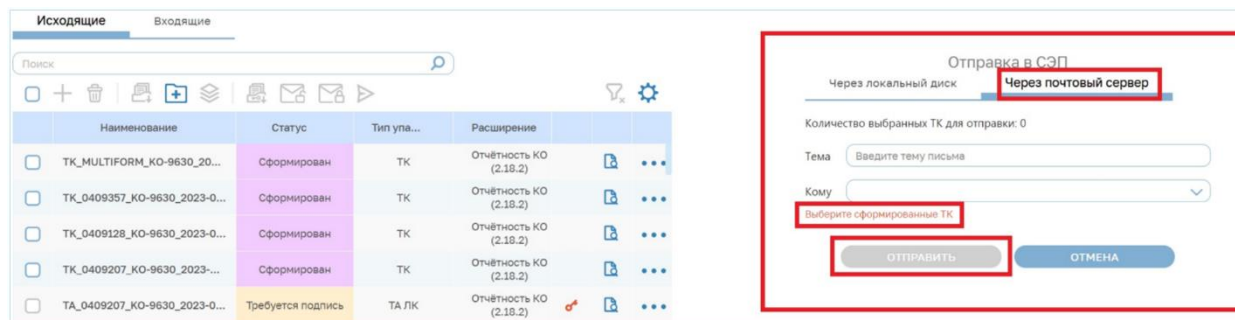 Исходящие Входящие
Поиск
Наименование Статус Тип упа... Расширение
TK_MULTIFORM_KO-9630_20... Сформирован ТК Отчётность КО (2.18.2)
TK_0409357_KO-9630_2023-0... Сформирован ТК Отчётность КО (2.18.2)
TK_0409128_KO-9630_2023-0... Сформирован ТК Отчётность КО (2.18.2)
TK_0409207_KO-9630_2023-... Сформирован ТК Отчётность КО (2.18.2)
TA_0409207_KO-9630_2023-0... Требуется подпись ТА ЛК Отчётность КО (2.18.2)
Отправка в СЭП
Через локальный диск Через почтовый сервер
Количество выбранных ТК для отправки: 0
Тема Введите тему письма
Кому
Выберите сформированные ТК
ОТПРАВИТЬ ОТМЕНА